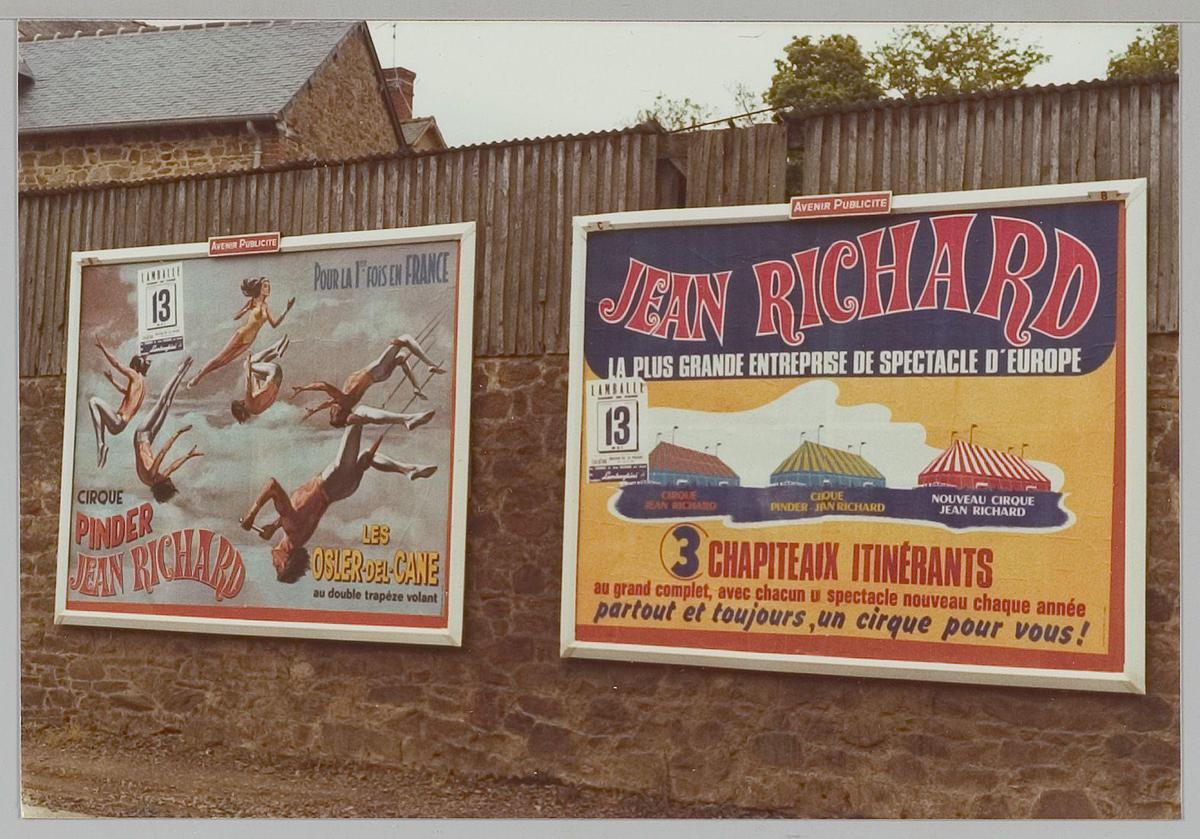 AVENIR PUBLICITE
LAMBALLE
13
POUR LA 1RE FOIS EN FRANCE
CIRQUE
PINDER
JEAN RICHARD
LES
OSLER-DEL-CANE
au double trapèze volant
AVENIR PUBLICITE
C
B
JEAN RICHARD
LA PLUS GRANDE ENTREPRISE DE SPECTACLE D'EUROPE
LAMBALLE
13
CIRQUE
JEAN RICHARD
CIRQUE
PINDER-JEAN RICHARD
NOUVEAU CIRQUE
JEAN RICHARD
3 CHAPITEAUX ITINÉRANTS
au grand complet, avec chacun u spectacle nouveau chaque année
partout et toujours, un cirque pour vous!